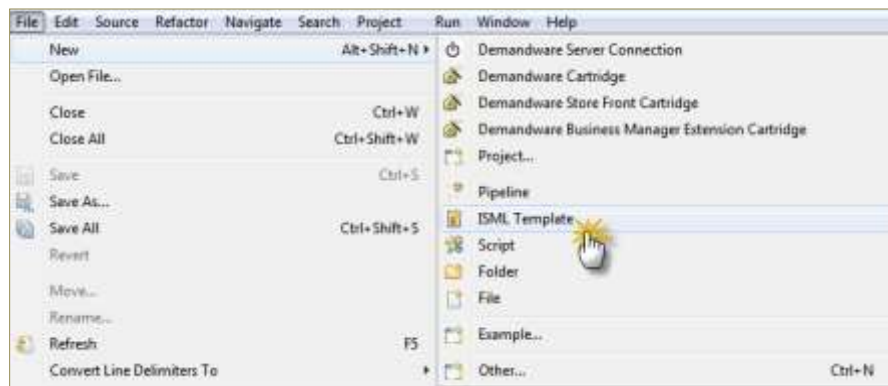 File Edit Source Refactor Navigate Search Project Run Window Help
New Alt+Shift+N
Open File...
Close Ctrl+W
Close All Ctrl+Shift+W
Save Ctrl+S
Save As...
Save All Ctrl+Shift+S
Revert
Move...
Rename...
Refresh F5
Convert Line Delimiters To
Demandware Server Connection
Demandware Cartridge
Demandware Store Front Cartridge
Demandware Business Manager Extension Cartridge
Project...
Pipeline
ISML Template
Script
Folder
File
Example...
Other... Ctrl+N